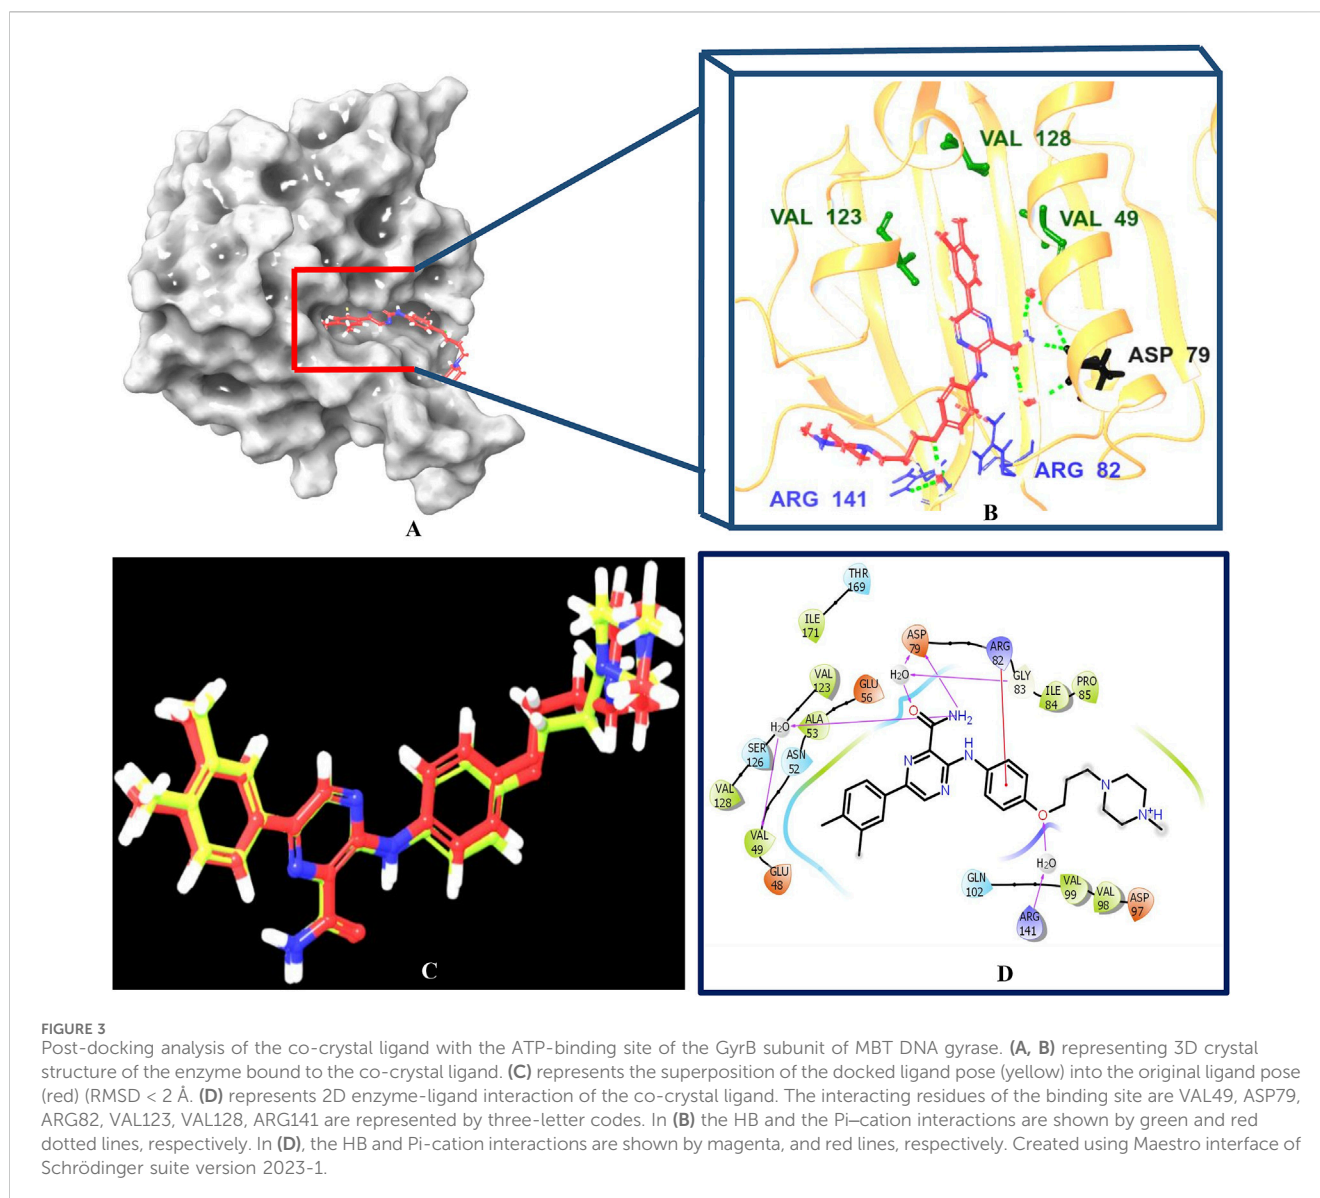 VAL 128
VAL 123
VAL 49
ASP 79
ARG 82
ARG 141
A
B
C
THR
169
ILE
171
ASP
79
ARG
82
H₂O
GLY
83
ILE
84
PRO
85
VAL
123
GLU
56
ALA
53
H₂O
SER
126
ASN
52
VAL
128
VAL
49
GLU
48
O
NH₂
N
H
N
N
N
N⁺H
O
H₂O
GLN
102
VAL
99
VAL
98
ASP
97
ARG
141
D
FIGURE 3
Post-docking analysis of the co-crystal ligand with the ATP-binding site of the GyrB subunit of MBT DNA gyrase. (A, B) representing 3D crystal
structure of the enzyme bound to the co-crystal ligand. (C) represents the superposition of the docked ligand pose (yellow) into the original ligand pose
(red) (RMSD < 2 Å. (D) represents 2D enzyme-ligand interaction of the co-crystal ligand. The interacting residues of the binding site are VAL49, ASP79,
ARG82, VAL123, VAL128, ARG141 are represented by three-letter codes. In (B) the HB and the Pi–cation interactions are shown by green and red
dotted lines, respectively. In (D), the HB and Pi-cation interactions are shown by magenta, and red lines, respectively. Created using Maestro interface of
Schrödinger suite version 2023-1.